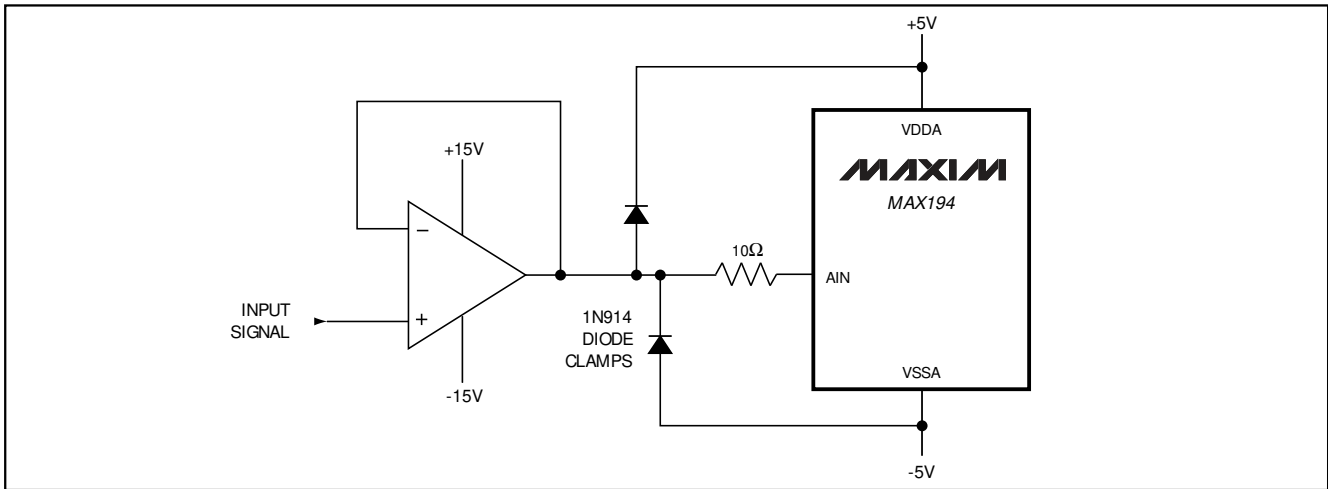 +5V
VDDA
MAXIM
MAX194
+15V
−
10Ω
AIN
INPUT
SIGNAL
+
1N914
DIODE
CLAMPS
-15V
VSSA
-5V